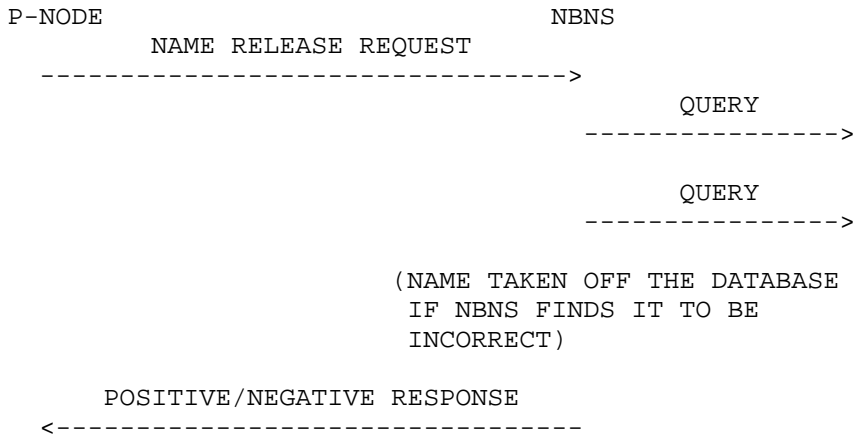 P-NODE NBNS
NAME RELEASE REQUEST
---------------------------------->
QUERY
---------------->
QUERY
---------------->
(NAME TAKEN OFF THE DATABASE
IF NBNS FINDS IT TO BE
INCORRECT)
POSITIVE/NEGATIVE RESPONSE
<----------------------------------